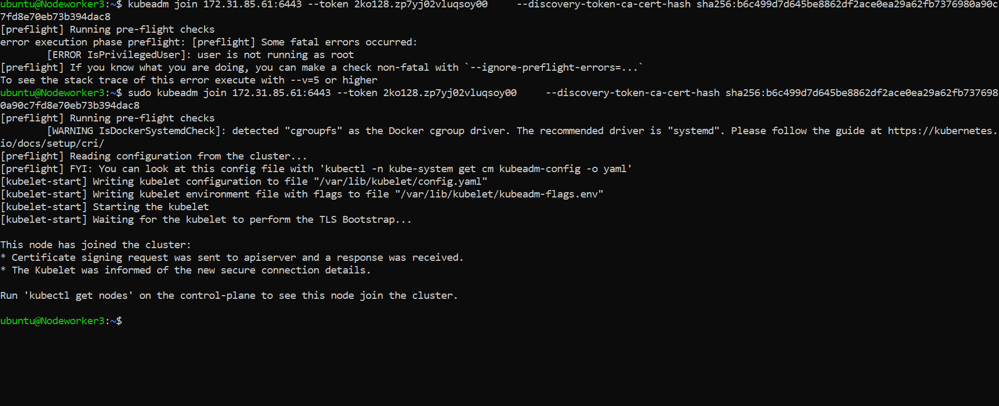 ubuntu@Nodeworker3:~$ kubeadm join 172.31.85.61:6443 --token 2ko128.zp7yj02vluqsoy00     --discovery-token-ca-cert-hash sha256:b6c499d7d645be8862df2ace0ea29a62fb7376980a90c
7fd8e70eb73b394dac8
[preflight] Running pre-flight checks
error execution phase preflight: [preflight] Some fatal errors occurred:
        [ERROR IsPrivilegedUser]: user is not running as root
[preflight] If you know what you are doing, you can make a check non-fatal with `--ignore-preflight-errors=...`
To see the stack trace of this error execute with --v=5 or higher
ubuntu@Nodeworker3:~$ sudo kubeadm join 172.31.85.61:6443 --token 2ko128.zp7yj02vluqsoy00     --discovery-token-ca-cert-hash sha256:b6c499d7d645be8862df2ace0ea29a62fb737698
0a90c7fd8e70eb73b394dac8
[preflight] Running pre-flight checks
        [WARNING IsDockerSystemdCheck]: detected "cgroupfs" as the Docker cgroup driver. The recommended driver is "systemd". Please follow the guide at https://kubernetes.
io/docs/setup/cri/
[preflight] Reading configuration from the cluster...
[preflight] FYI: You can look at this config file with 'kubectl -n kube-system get cm kubeadm-config -o yaml'
[kubelet-start] Writing kubelet configuration to file "/var/lib/kubelet/config.yaml"
[kubelet-start] Writing kubelet environment file with flags to file "/var/lib/kubelet/kubeadm-flags.env"
[kubelet-start] Starting the kubelet
[kubelet-start] Waiting for the kubelet to perform the TLS Bootstrap...

This node has joined the cluster:
* Certificate signing request was sent to apiserver and a response was received.
* The Kubelet was informed of the new secure connection details.

Run 'kubectl get nodes' on the control-plane to see this node join the cluster.

ubuntu@Nodeworker3:~$